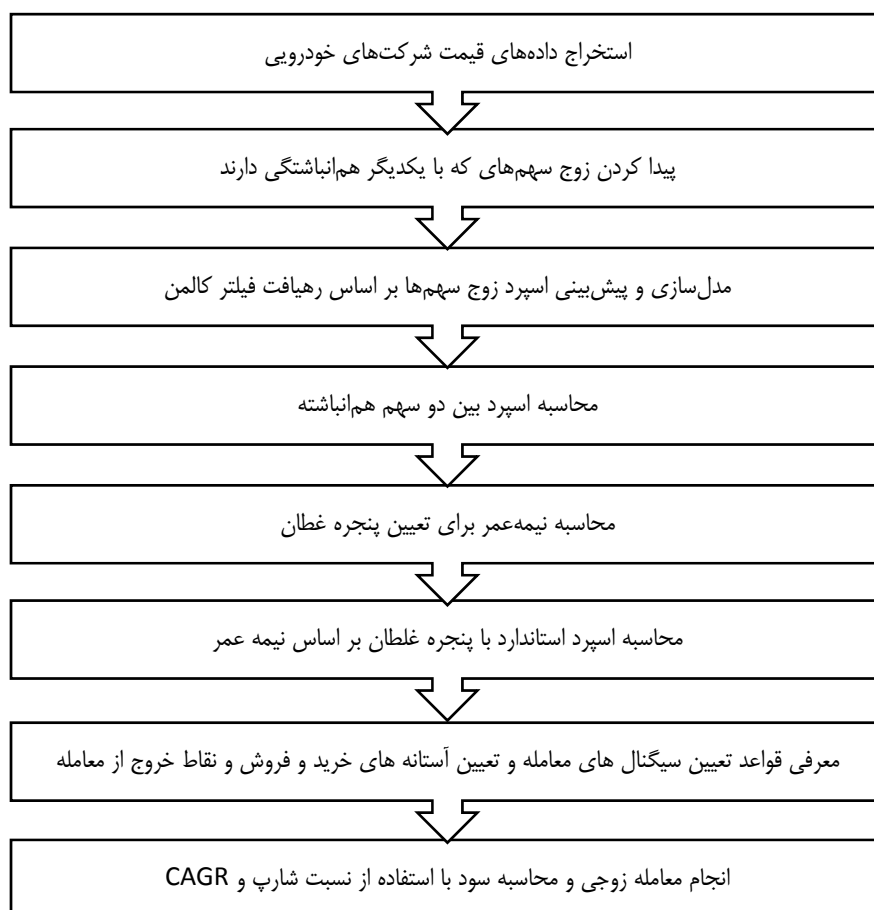 استخراج داده‌های قیمت شرکت‌های خودرویی
پیدا کردن زوج سهم‌های که با یکدیگر هم‌انباشتگی دارند
مدل‌سازی و پیش‌بینی اسپرد زوج سهم‌ها بر اساس رهیافت فیلتر کالمن
محاسبه اسپرد بین دو سهم هم‌انباشته
محاسبه نیمه‌عمر برای تعیین پنجره غطان
محاسبه اسپرد استاندارد با پنجره غلطان بر اساس نیمه عمر
معرفی قواعد تعیین سیگنال های معامله و تعیین آستانه های خرید و فروش و نقاط خروج از معامله
انجام معامله زوجی و محاسبه سود با استفاده از نسبت شارپ و CAGR